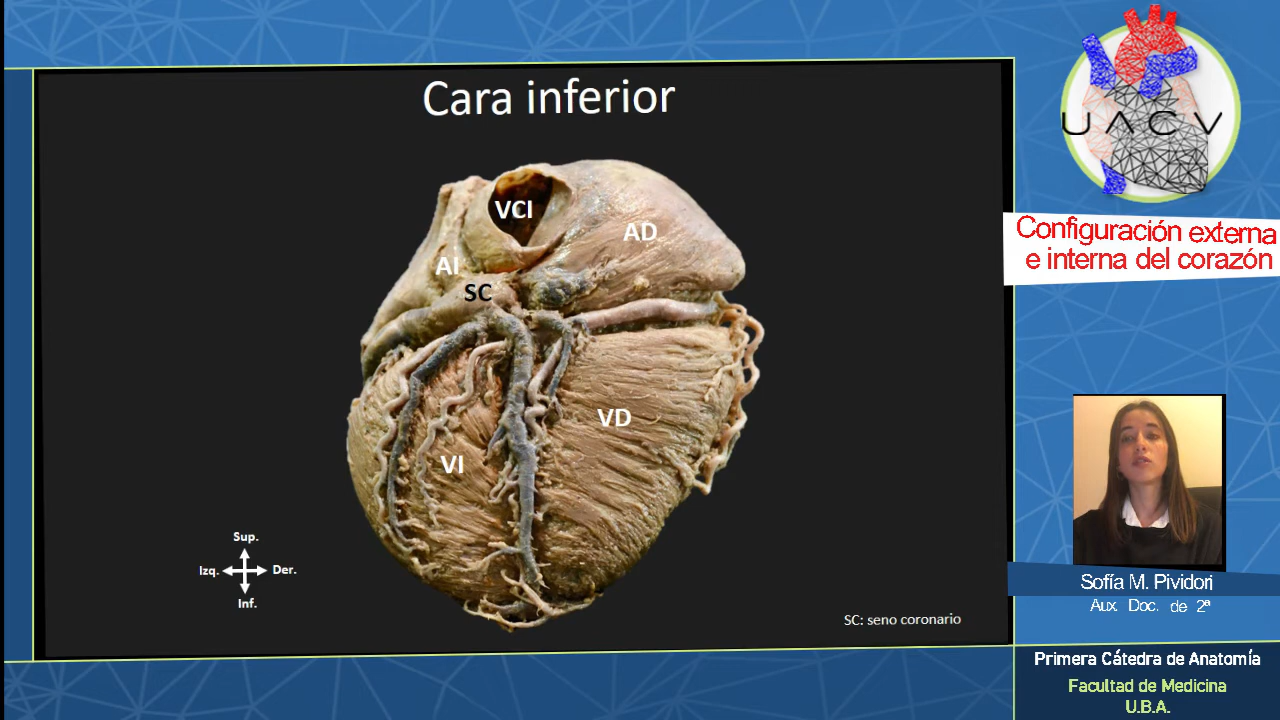 Cara inferior
VCI
AD
AI
SC
VD
VI
Sup.
Izq.
Der.
Inf.
SC: seno coronario
UACV
Configuración externa
e interna del corazón
Sofía M. Pividori
Aux. Doc. de 2ª
Primera Cátedra de Anatomía
Facultad de Medicina
U.B.A.